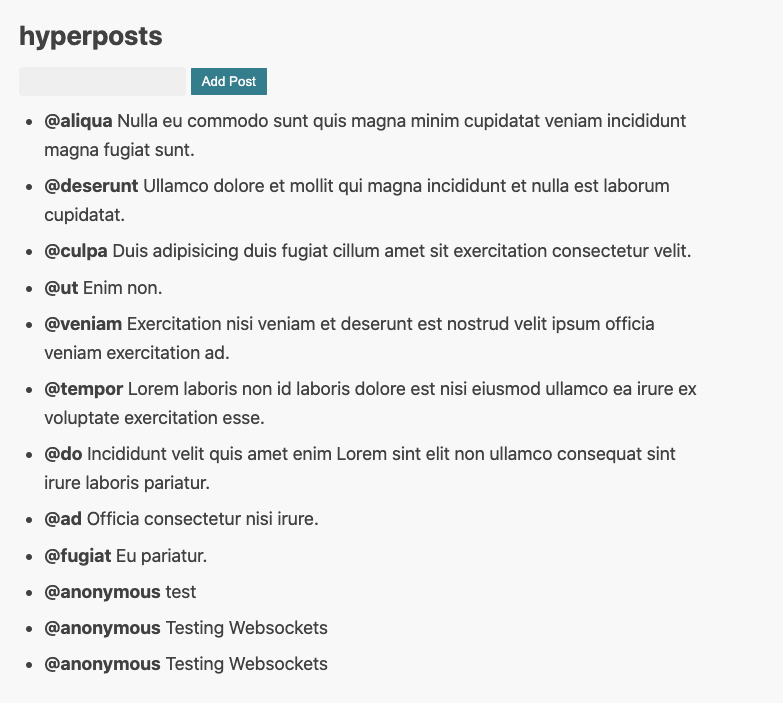 hyperposts
Add Post
@aliqua Nulla eu commodo sunt quis magna minim cupidatat veniam incididunt
magna fugiat sunt.
@deserunt Ullamco dolore et mollit qui magna incididunt et nulla est laborum
cupidatat.
@culpa Duis adipisicing duis fugiat cillum amet sit exercitation consectetur velit.
@ut Enim non.
@veniam Exercitation nisi veniam et deserunt est nostrud velit ipsum officia
veniam exercitation ad.
@tempor Lorem laboris non id laboris dolore est nisi eiusmod ullamco ea irure ex
voluptate exercitation esse.
@do Incididunt velit quis amet enim Lorem sint elit non ullamco consequat sint
irure laboris pariatur.
@ad Officia consectetur nisi irure.
@fugiat Eu pariatur.
@anonymous test
@anonymous Testing Websockets
@anonymous Testing Websockets